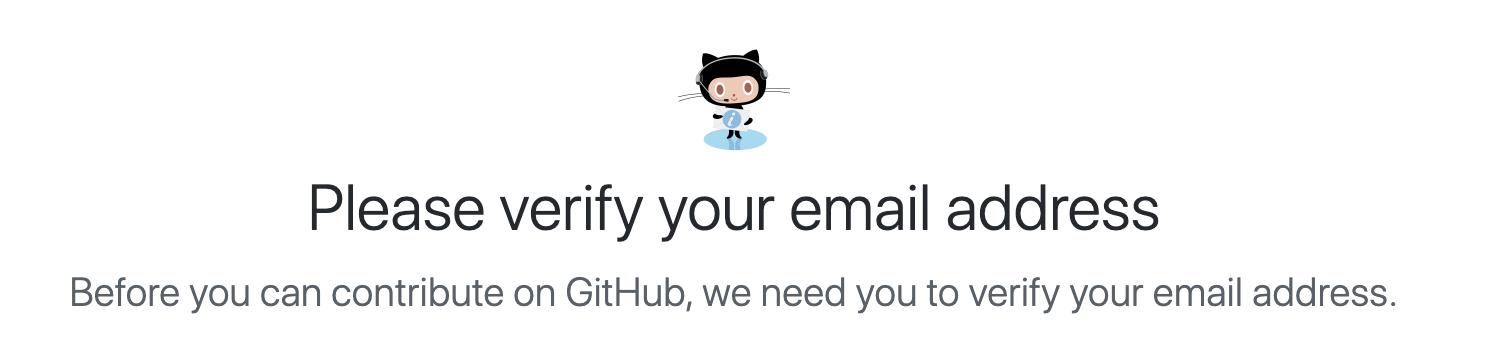 i
Please verify your email address
Before you can contribute on GitHub, we need you to verify your email address.